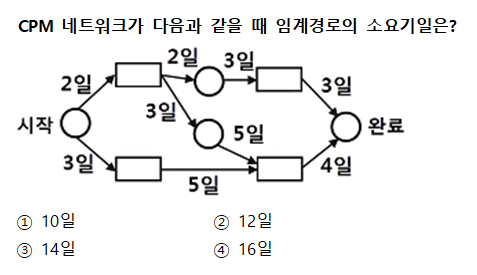 CPM 네트워크가 다음과 같을 때 임계경로의 소요기일은?
2일 3일
2일 3일
3일
시작 5일 완료
3일 4일
5일
① 10일 ② 12일
③ 14일 ④ 16일